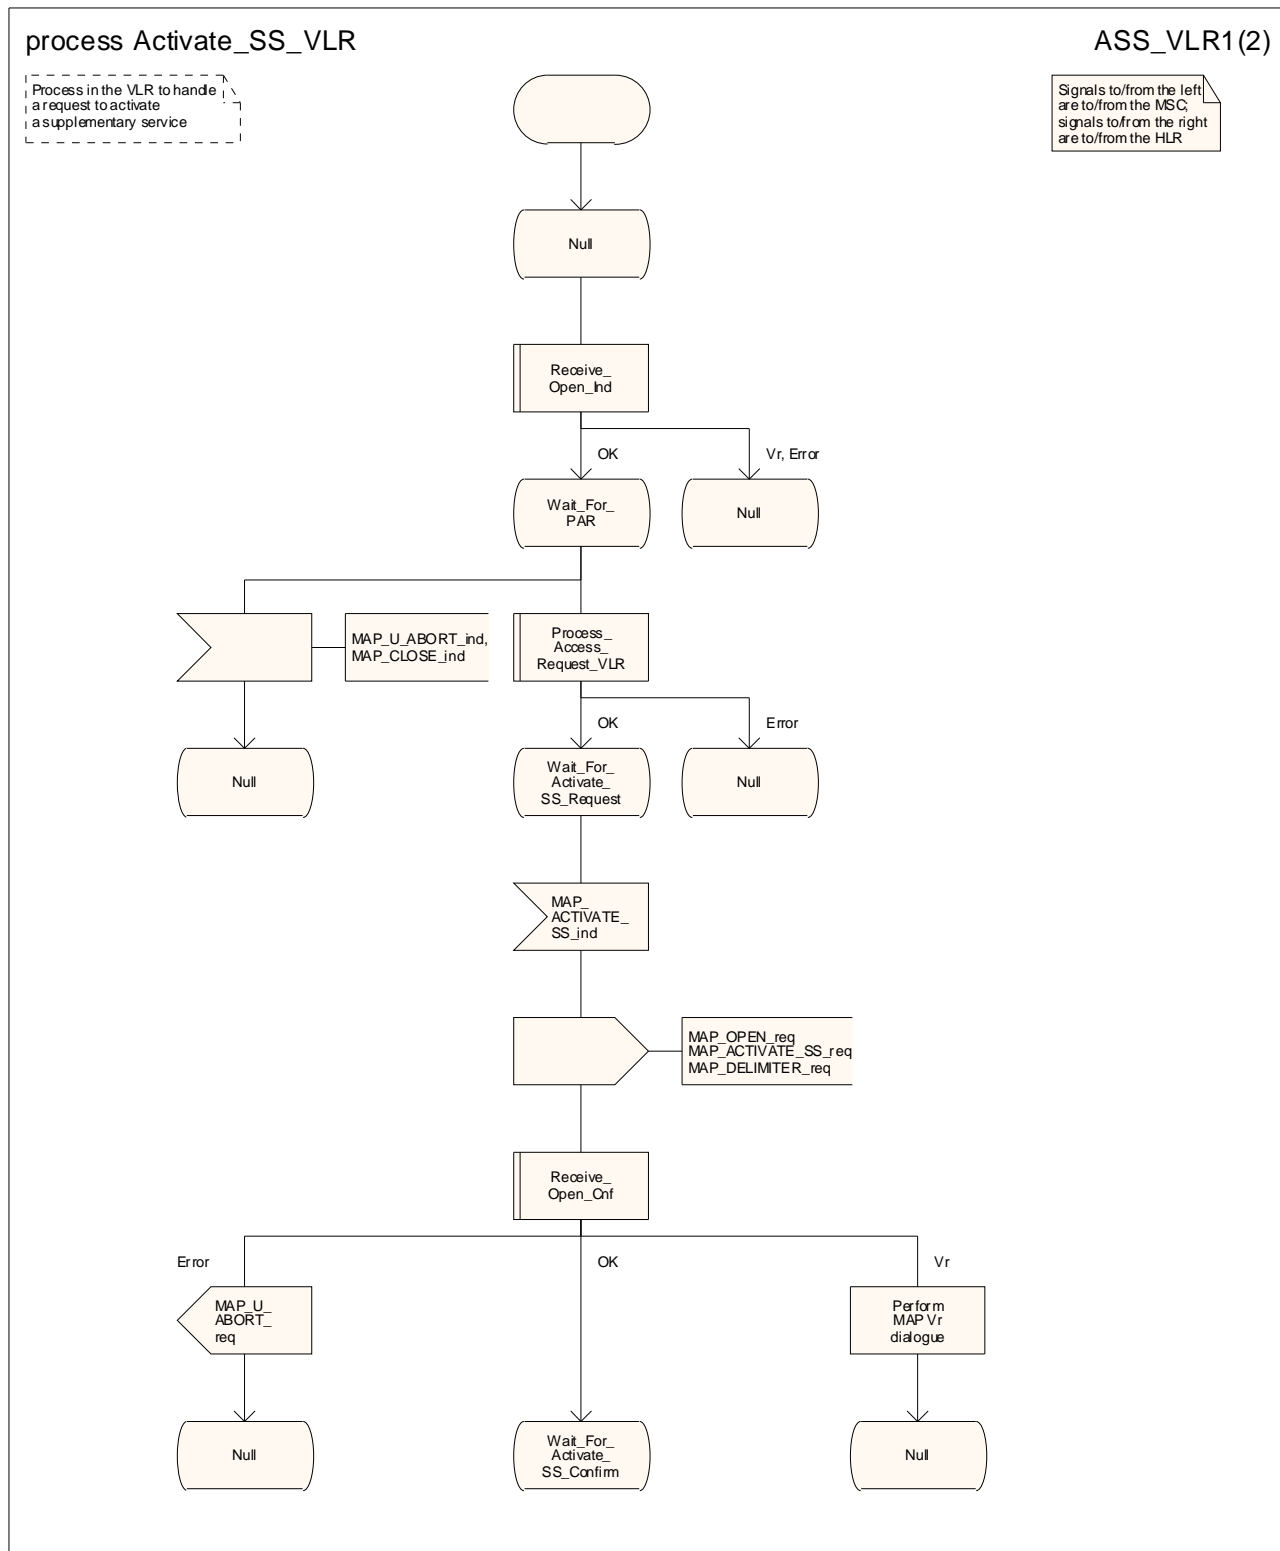 process Activate_SS_VLR
ASS_VLR1(2)
Process in the VLR to handle
a request to activate
a supplementary service
Signals to/from the left
are to/from the MSC;
signals to/from the right
are to/from the HLR
Null
Receive_
Open_Ind
OK
Vr, Error
Wait_For_
PAR
Null
MAP_U_ABORT_ind,
MAP_CLOSE_ind
Process_
Access_
Request_VLR
OK
Error
Null
Wait_For_
Activate_
SS_Request
Null
MAP_
ACTIVATE_
SS_ind
MAP_OPEN_req
MAP_ACTIVATE_SS_req
MAP_DELIMITER_req
Receive_
Open_Cnf
Error
OK
Vr
MAP_U_
ABORT_
req
Perform
MAP Vr
dialogue
Null
Wait_For_
Activate_
SS_Confirm
Null